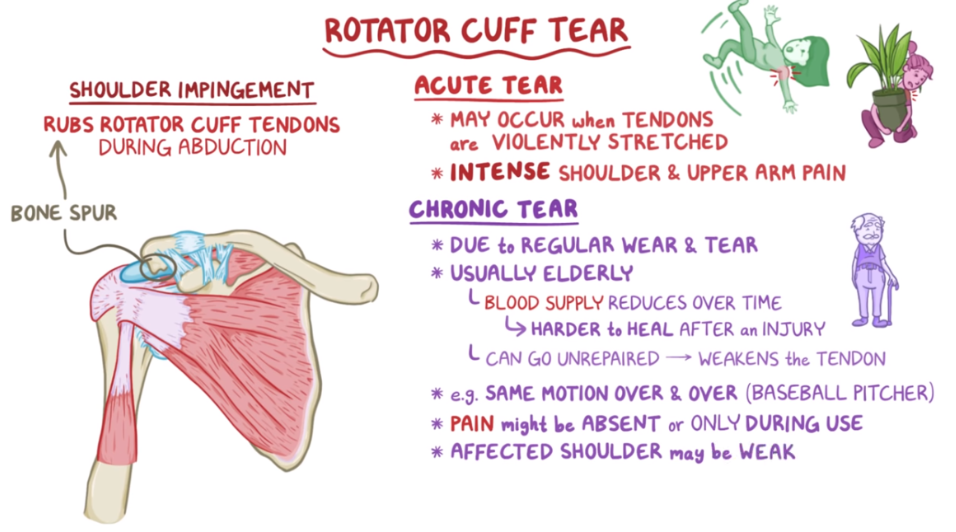 ROTATOR CUFF TEAR
SHOULDER IMPINGEMENT
RUBS ROTATOR CUFF TENDONS
DURING ABDUCTION
BONE SPUR
ACUTE TEAR
* MAY OCCUR when TENDONS
are VIOLENTLY STRETCHED
* INTENSE SHOULDER & UPPER ARM PAIN
CHRONIC TEAR
* DUE to REGULAR WEAR & TEAR
* USUALLY ELDERLY
BLOOD SUPPLY REDUCES OVER TIME
HARDER to HEAL AFTER an INJURY
CAN GO UNREPAIRED → WEAKENS the TENDON
* e.g. SAME MOTION OVER & OVER (BASEBALL PITCHER)
* PAIN might be ABSENT or ONLY DURING USE
* AFFECTED SHOULDER may be WEAK